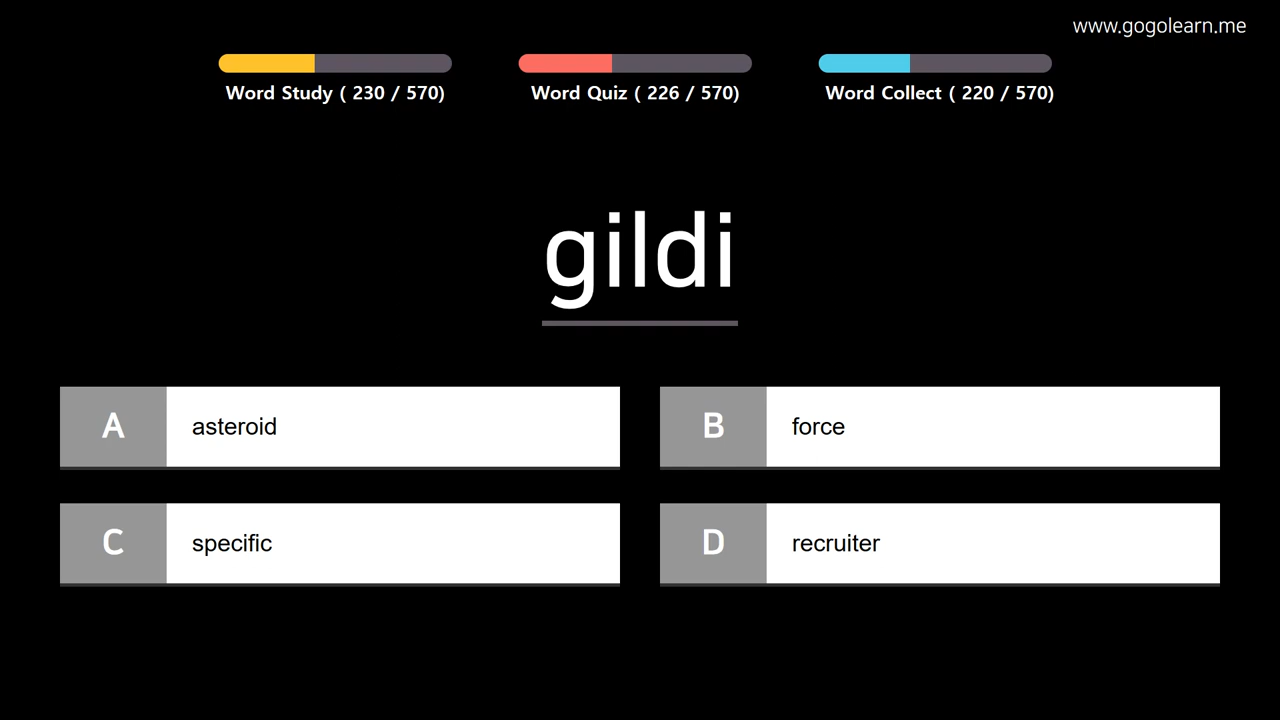 www.gogolearn.me
Word Study ( 230 / 570)
Word Quiz ( 226 / 570)
Word Collect ( 220 / 570)
gildi
A asteroid
B force
C specific
D recruiter